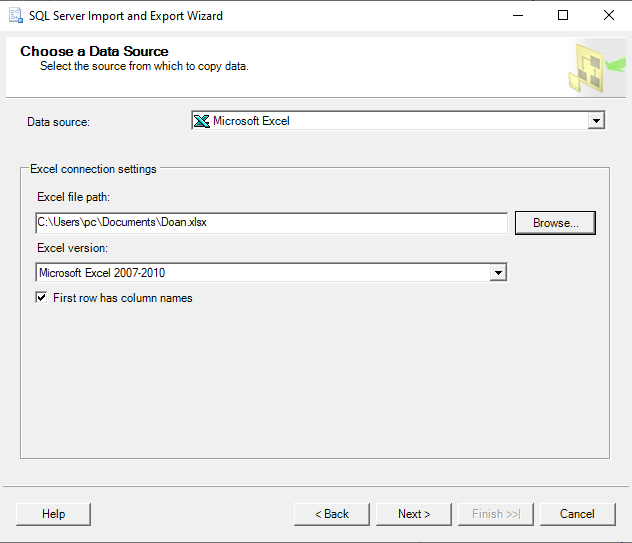 SQL Server Import and Export Wizard
Choose a Data Source
Select the source from which to copy data.
Data source:
Microsoft Excel
Excel connection settings
Excel file path:
C:\Users\pc\Documents\Doan.xlsx
Browse...
Excel version:
Microsoft Excel 2007-2010
First row has column names
Help
< Back
Next >
Finish >>|
Cancel